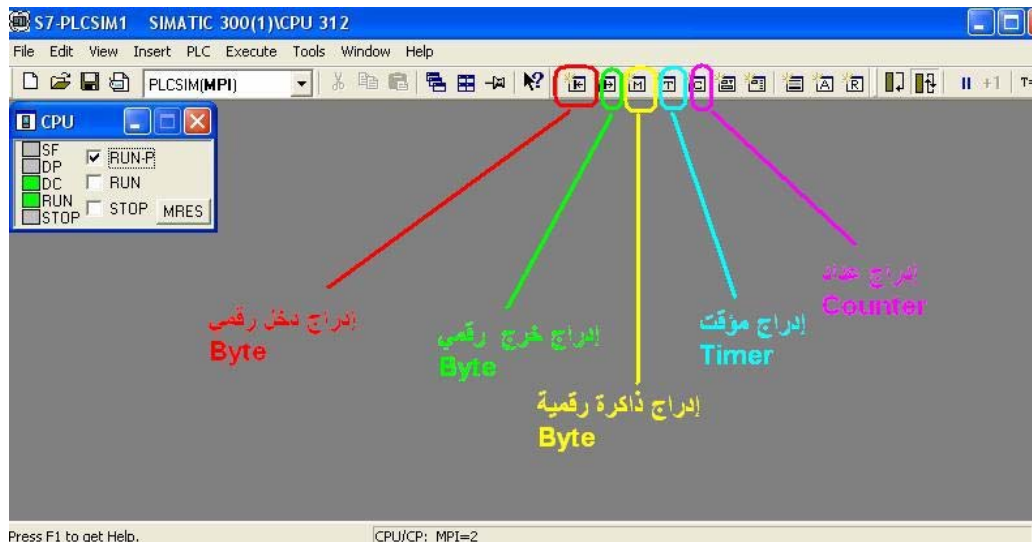 S7-PLCSIM1 SIMATIC 300(1)\CPU 312
File Edit View Insert PLC Execute Tools Window Help
PLCSIM(MPI)
+1 T=
CPU
SF
DP
DC
RUN
STOP
RUN-P
RUN
STOP
MRES
إدراج عداد
Counter
إدراج دخل رقمي
Byte
إدراج خرج رقمي
Byte
إدراج مؤقت
Timer
إدراج ذاكرة رقمية
Byte
Press F1 to get Help. CPU/CP: MPI=2